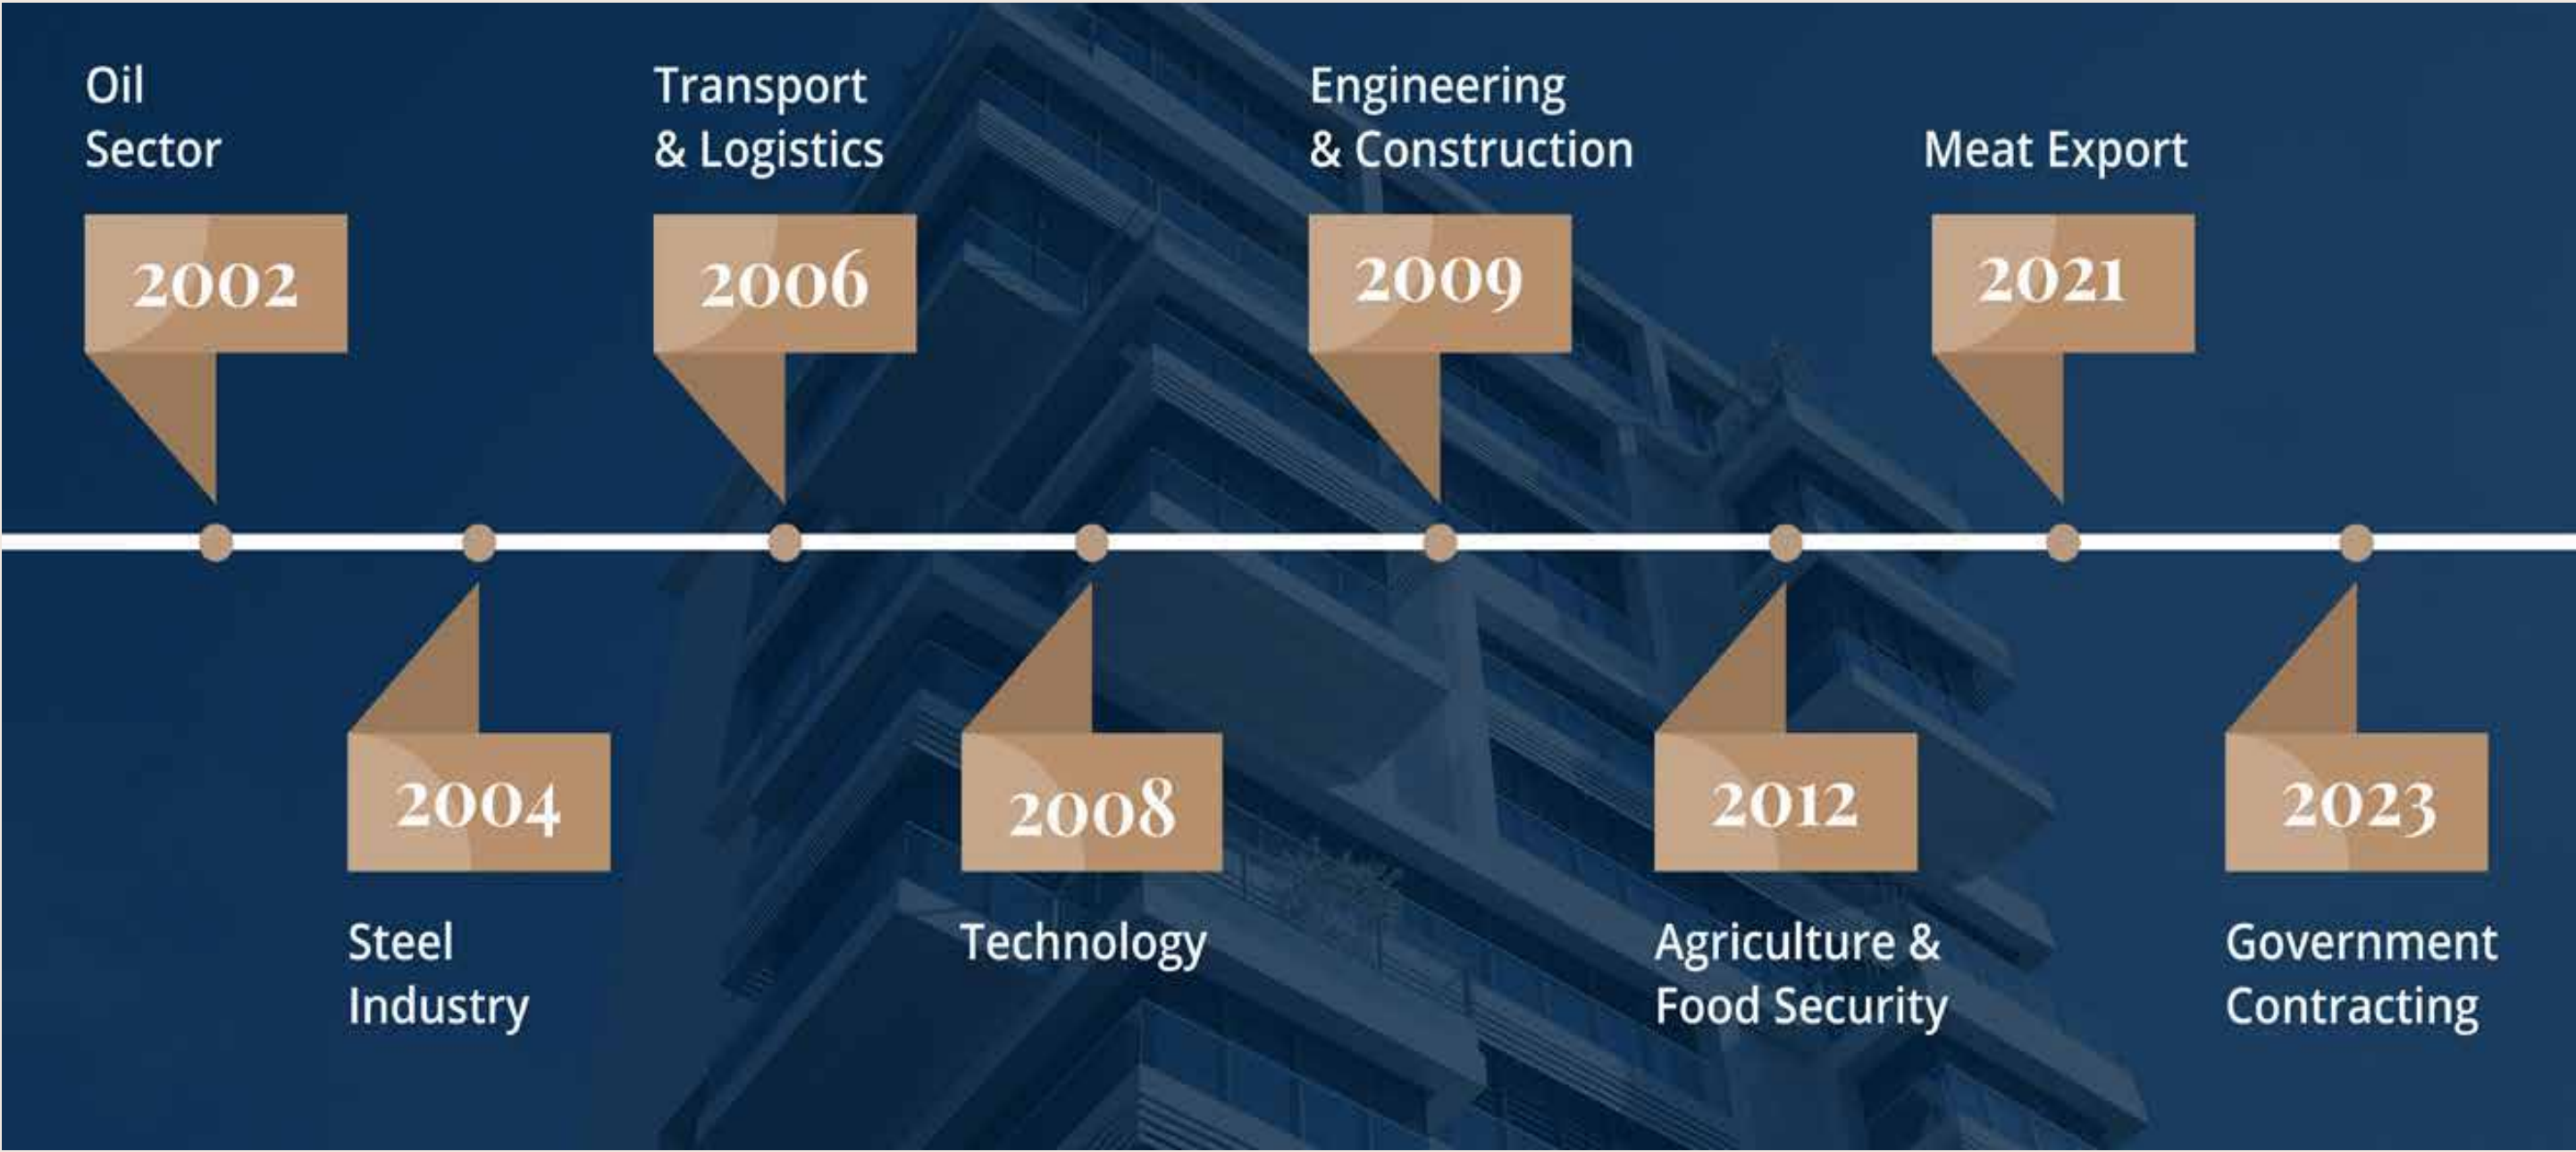 Oil
Sector
2002
Steel
Industry
2004
Transport
& Logistics
2006
2008
Technology
Engineering
& Construction
2009
2012
Agriculture &
Food Security
Meat Export
2021
2023
Government
Contracting